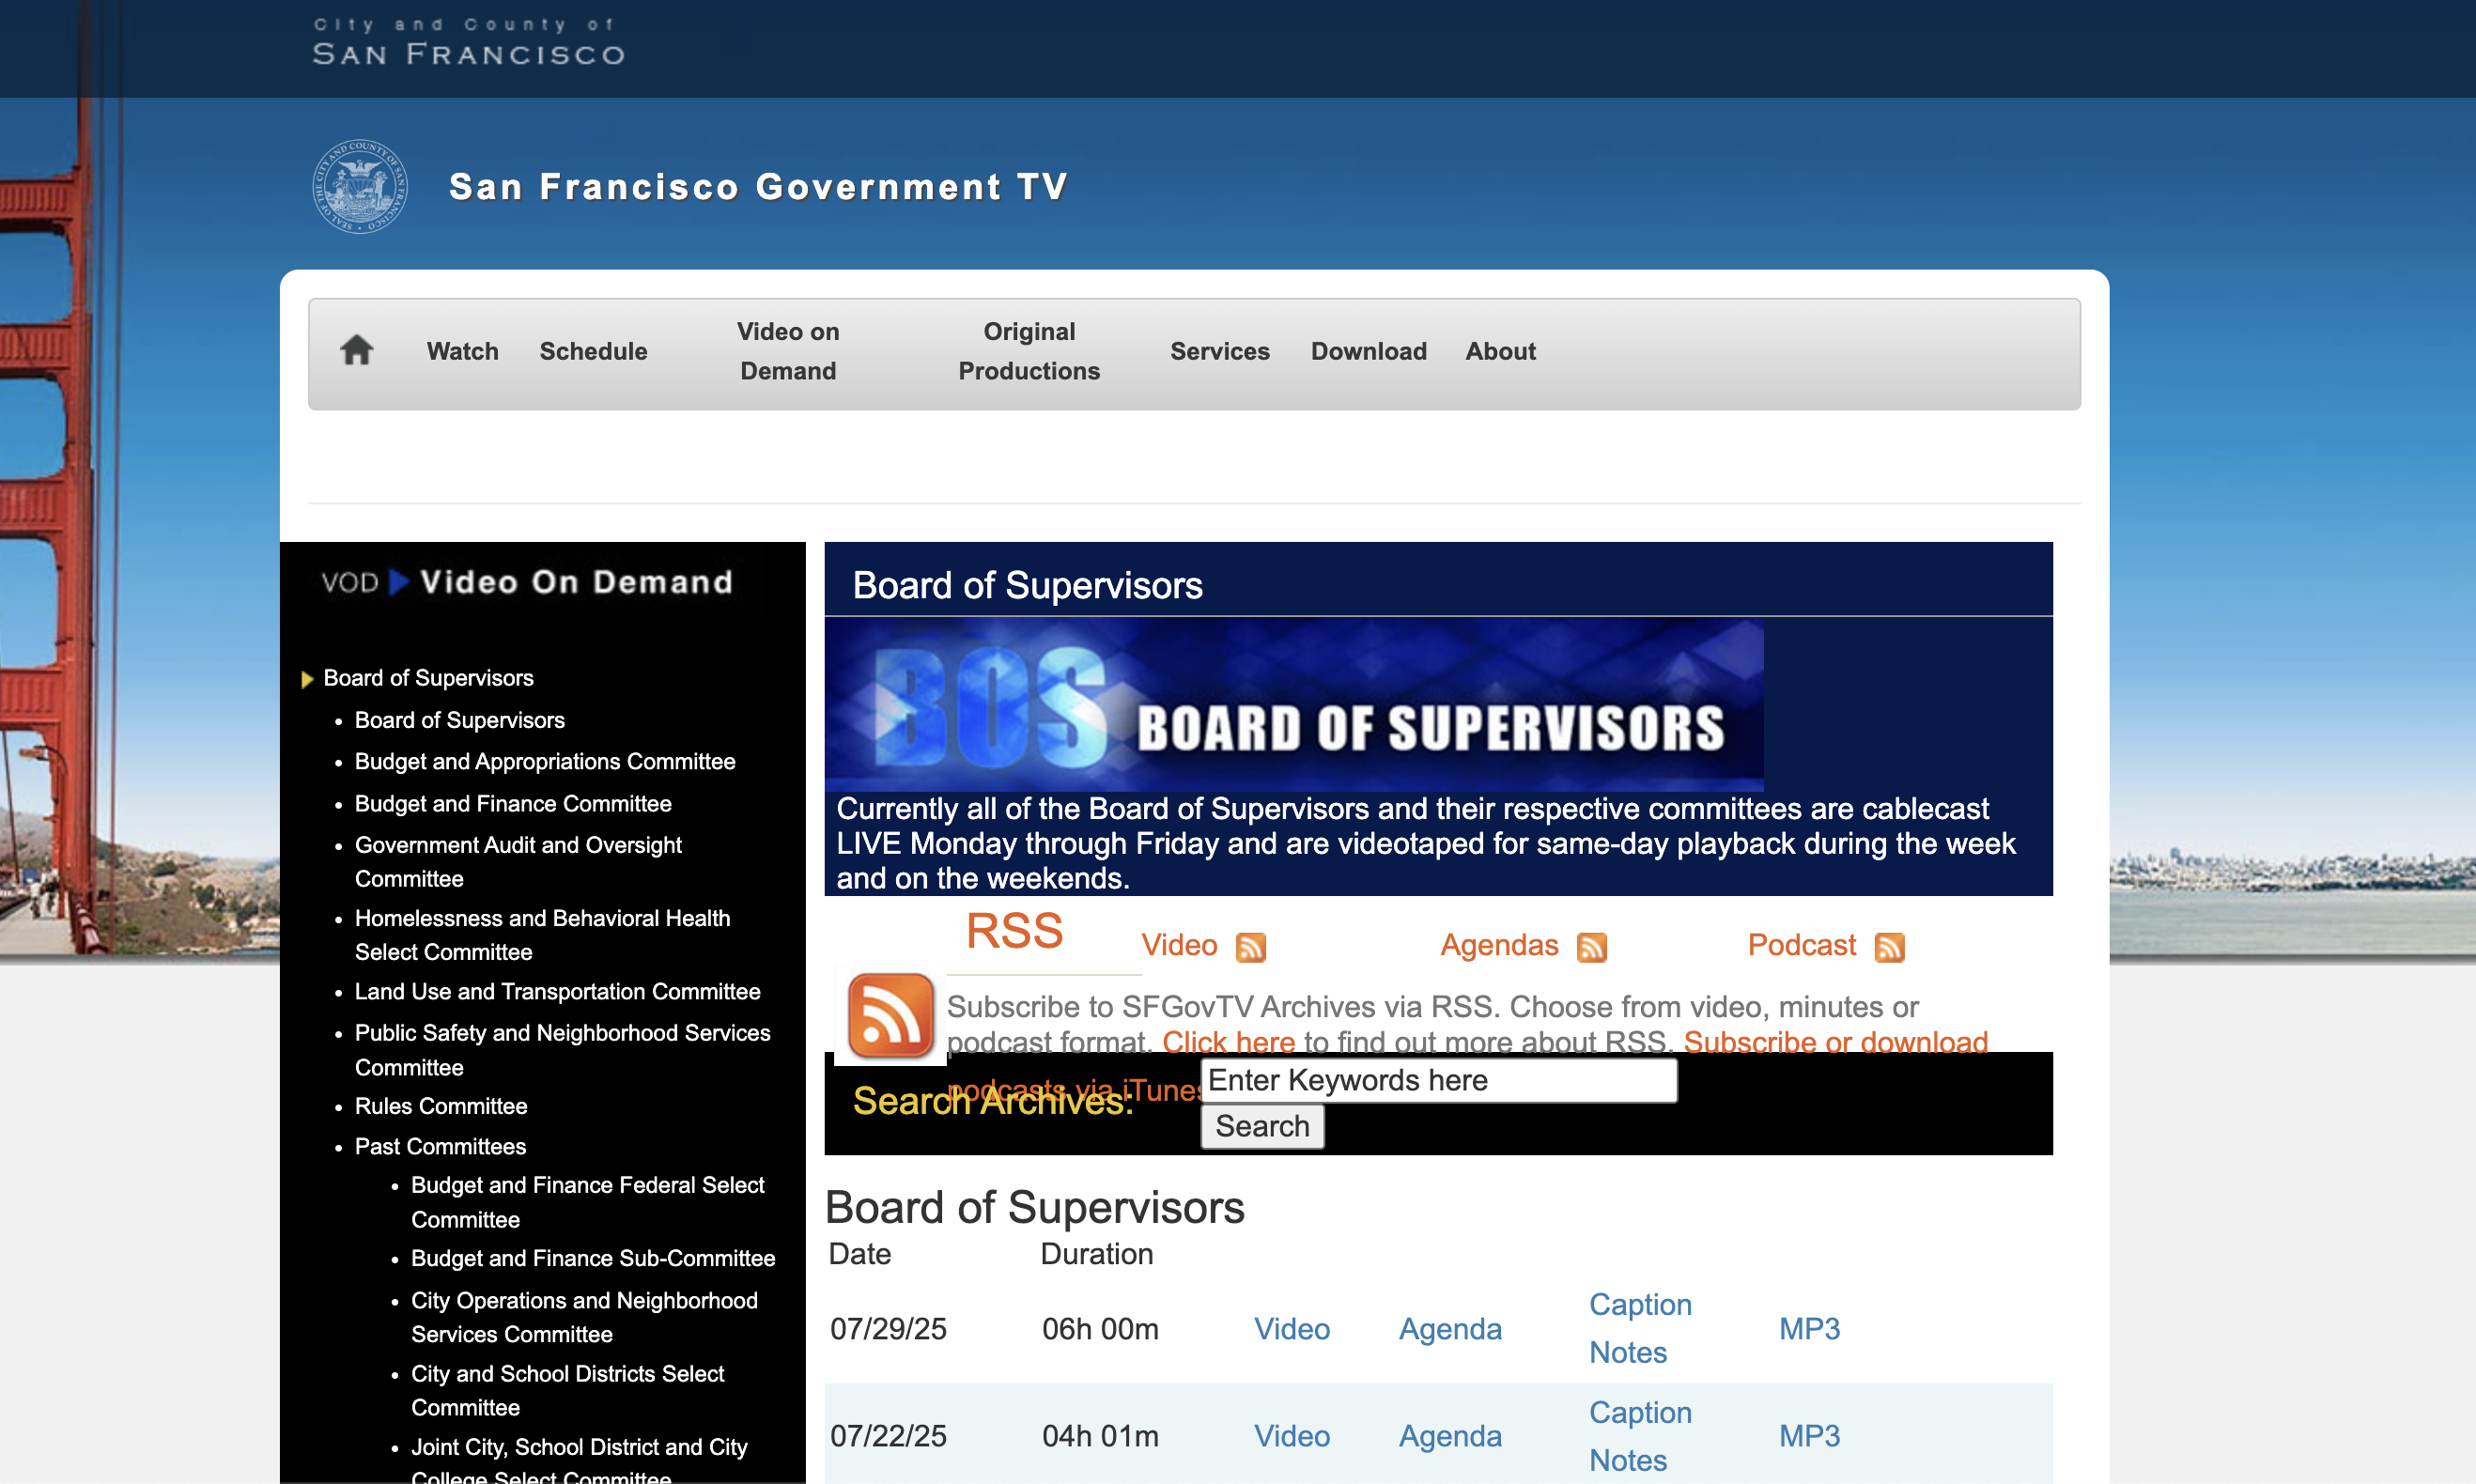 City and County of
SAN FRANCISCO
SEAL OF THE CITY AND COUNTY OF SAN FRANCISCO
San Francisco Government TV
Watch
Schedule
Video on
Demand
Original
Productions
Services
Download
About
VOD Video On Demand
Board of Supervisors
• Board of Supervisors
• Budget and Appropriations Committee
• Budget and Finance Committee
• Government Audit and Oversight
Committee
• Homelessness and Behavioral Health
Select Committee
• Land Use and Transportation Committee
• Public Safety and Neighborhood Services
Committee
• Rules Committee
• Past Committees
• Budget and Finance Federal Select
Committee
• Budget and Finance Sub-Committee
• City Operations and Neighborhood
Services Committee
• City and School Districts Select
Committee
• Joint City, School District and City
College Select Committee
Board of Supervisors
BOS BOARD OF SUPERVISORS
Currently all of the Board of Supervisors and their respective committees are cablecast
LIVE Monday through Friday and are videotaped for same-day playback during the week
and on the weekends.
RSS
Video
Agendas
Podcast
Subscribe to SFGovTV Archives via RSS. Choose from video, minutes or
podcast format. Click here to find out more about RSS. Subscribe or download
podcasts via iTunes
Search Archives:
Enter Keywords here
Search
Board of Supervisors
Date Duration
07/29/25 06h 00m Video Agenda Caption Notes MP3
07/22/25 04h 01m Video Agenda Caption Notes MP3